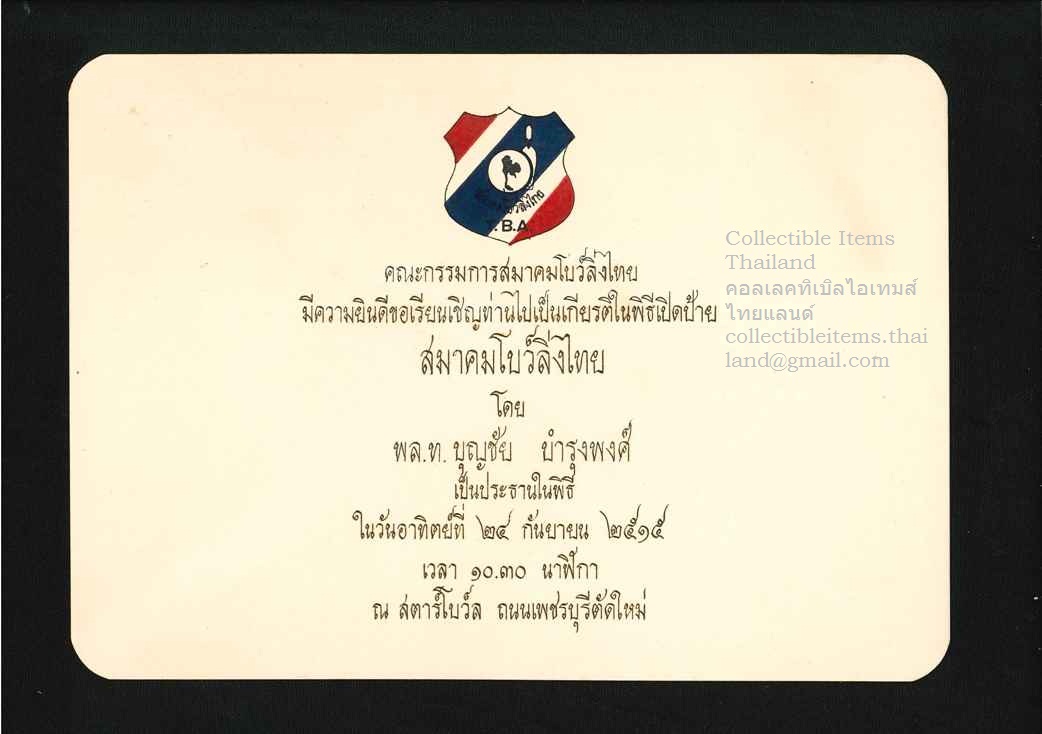 สมาคมโบว์ลิ่งไทย
T.B.A.
คณะกรรมการสมาคมโบว์ลิ่งไทย
มีความยินดีขอเรียนเชิญท่านไปเป็นเกียรติในพิธีเปิดป้าย
สมาคมโบว์ลิ่งไทย
โดย
พล.ท. บุญชัย บำรุงพงศ์
เป็นประธานในพิธี
ในวันอาทิตย์ที่ ๒๔ กันยายน ๒๕๑๕
เวลา ๑๐.๓๐ นาฬิกา
ณ สตาร์โบว์ล ถนนเพชรบุรีตัดใหม่
Collectible Items
Thailand
คอลเลคทิเบิลไอเทมส์
ไทยแลนด์
collectibleitems.thai
land@gmail.com